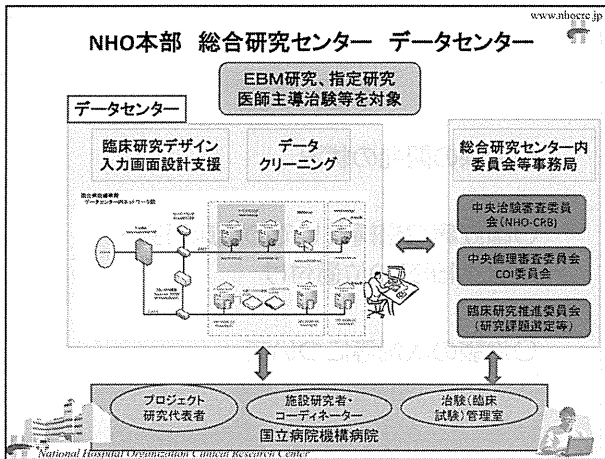 www.nhocrc.jp
NHO本部 総合研究センター データセンター
EBM研究、指定研究
医師主導治験等を対象
データセンター
臨床研究デザイン
入力画面設計支援
データ
クリーニング
総合研究センター内
委員会等事務局
中央治験審査委員
会(NHO-CRB)
中央倫理審査委員会
COI委員会
臨床研究推進委員会
(研究課題選定等)
プロジェクト
研究代表者
施設研究者・
コーディネーター
治験(臨床
試験)管理室
国立病院機構病院
National Hospital Organization Clinical Research Center